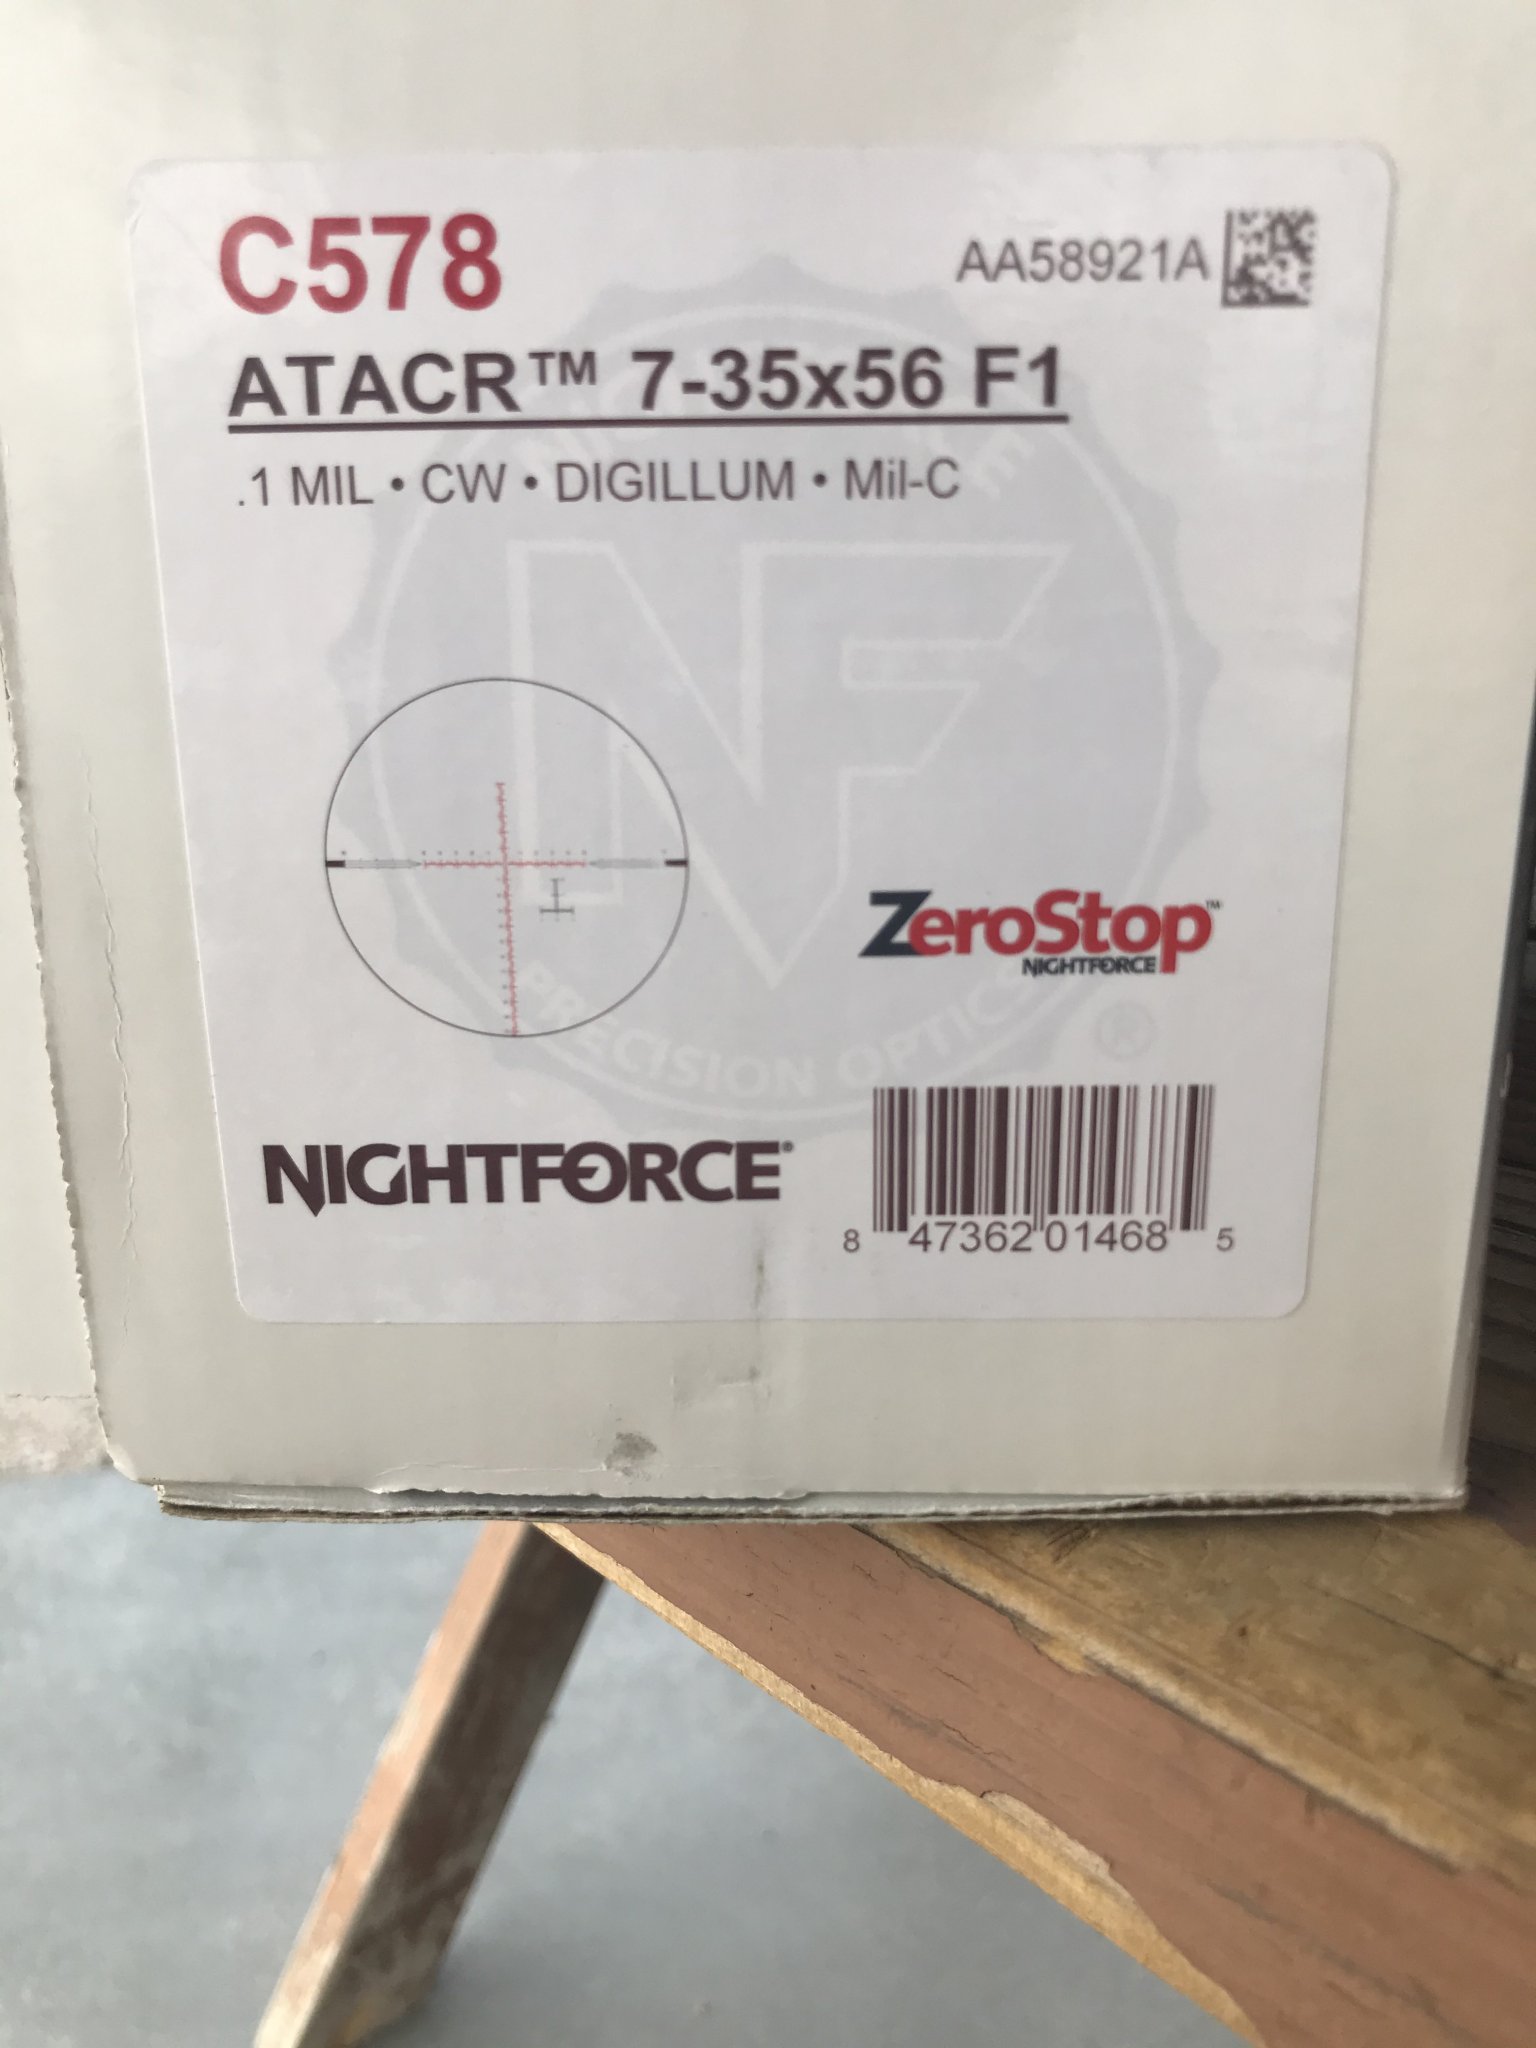 C578
AA58921A
ATACR™ 7-35x56 F1
.1 MIL • CW • DIGILLUM • Mil-C
NF
PRECISION OPTICS
®
ZeroStop™
NIGHTFORCE
NIGHTFORCE®
8 47362 01468 5